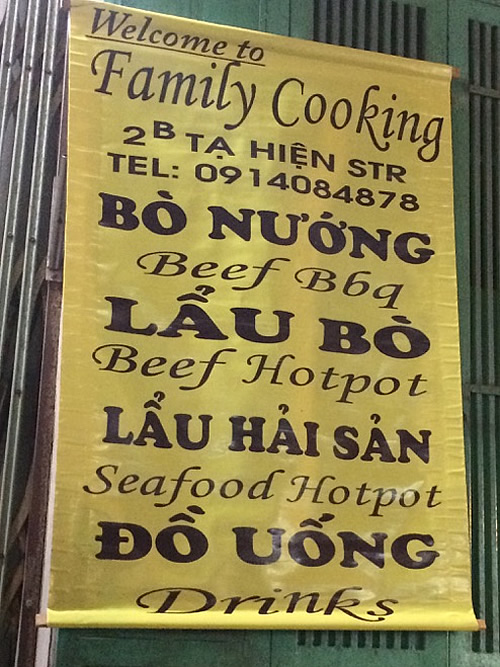 Welcome to
Family Cooking
2B TẠ HIỆN STR
TEL: 0914084878
BÒ NƯỚNG
Beef Bbq
LẨU BÒ
Beef Hotpot
LẨU HẢI SẢN
Seafood Hotpot
ĐỒ UỐNG
Drinks